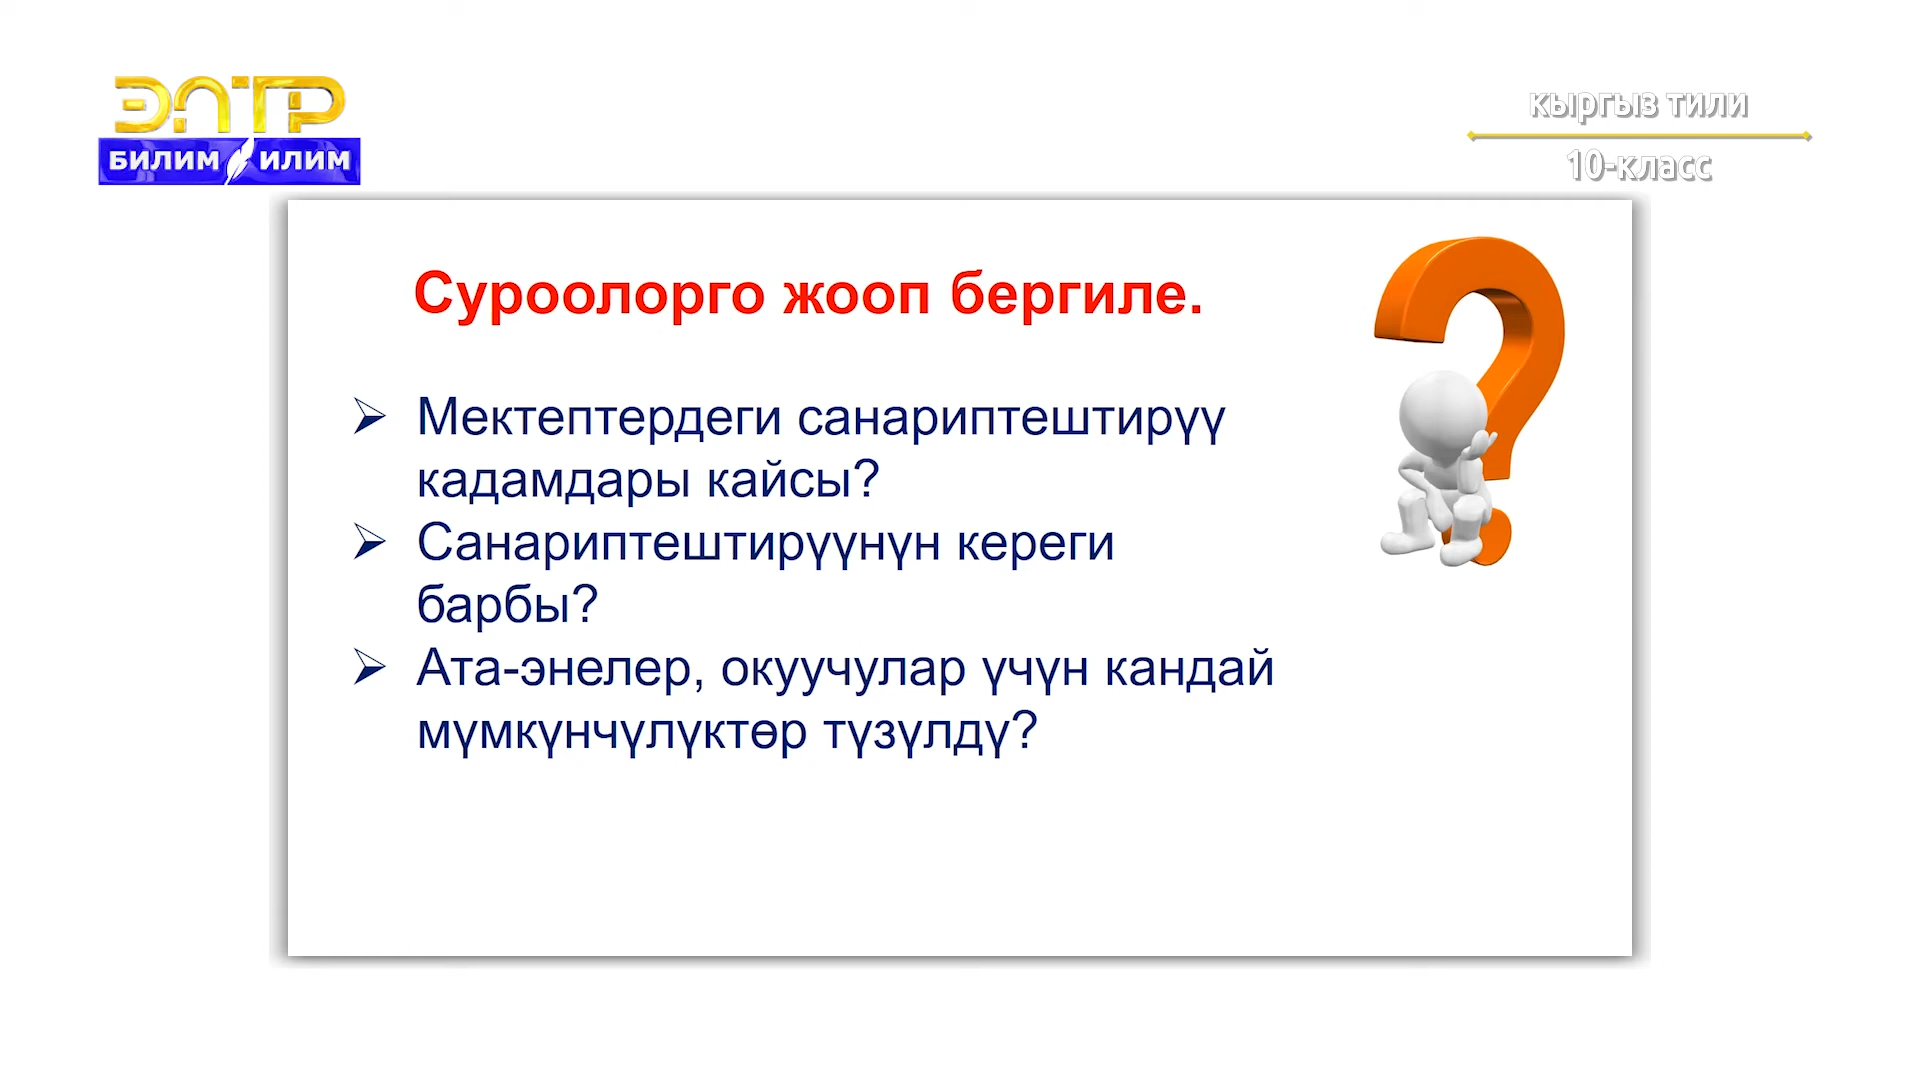 ЭЛТР
БИЛИМ ИЛИМ
кыргыз тили
10-класс
Суроолорго жооп бергиле.
Мектептердеги санариптештирүү
кадамдары кайсы?
Санариптештирүүнүн кереги
барбы?
Ата-энелер, окуучулар үчүн кандай
мүмкүнчүлүктөр түзүлдү?